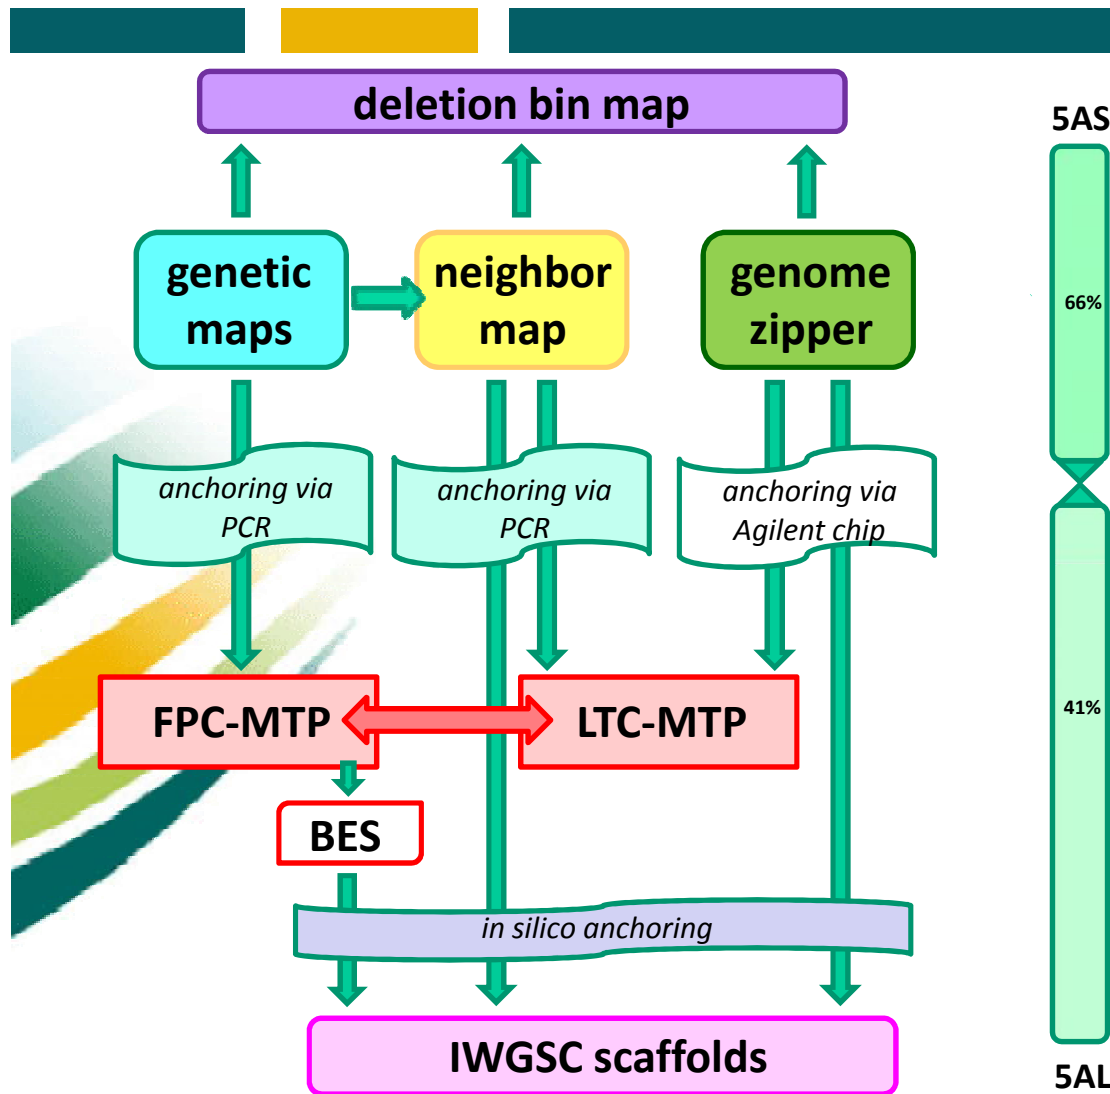 deletion bin map
5AS
genetic
maps
neighbor
map
genome
zipper
66%
anchoring via
PCR
anchoring via
PCR
anchoring via
Agilent chip
FPC-MTP
LTC-MTP
41%
BES
in silico anchoring
IWGSC scaffolds
5AL